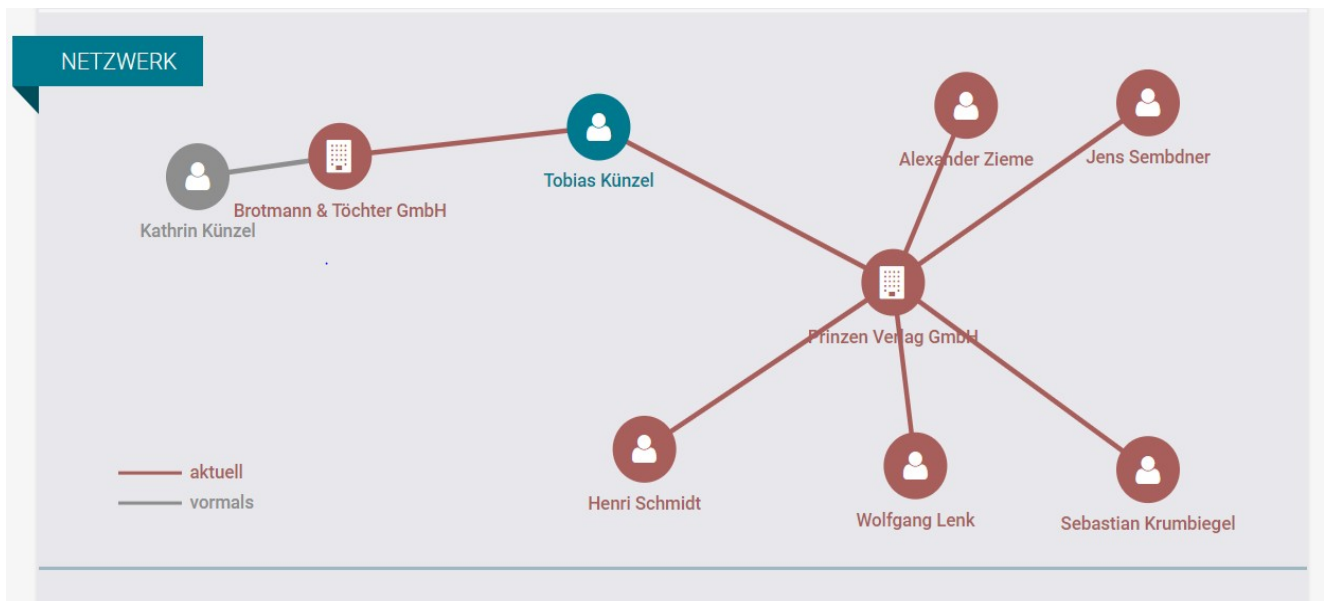 NETZWERK
Kathrin Künzel
Brotmann & Töchter GmbH
Tobias Künzel
Alexander Zieme
Jens Sembdner
Prinzen Verlag GmbH
Henri Schmidt
Wolfgang Lenk
Sebastian Krumbiegel
aktuell
vormals